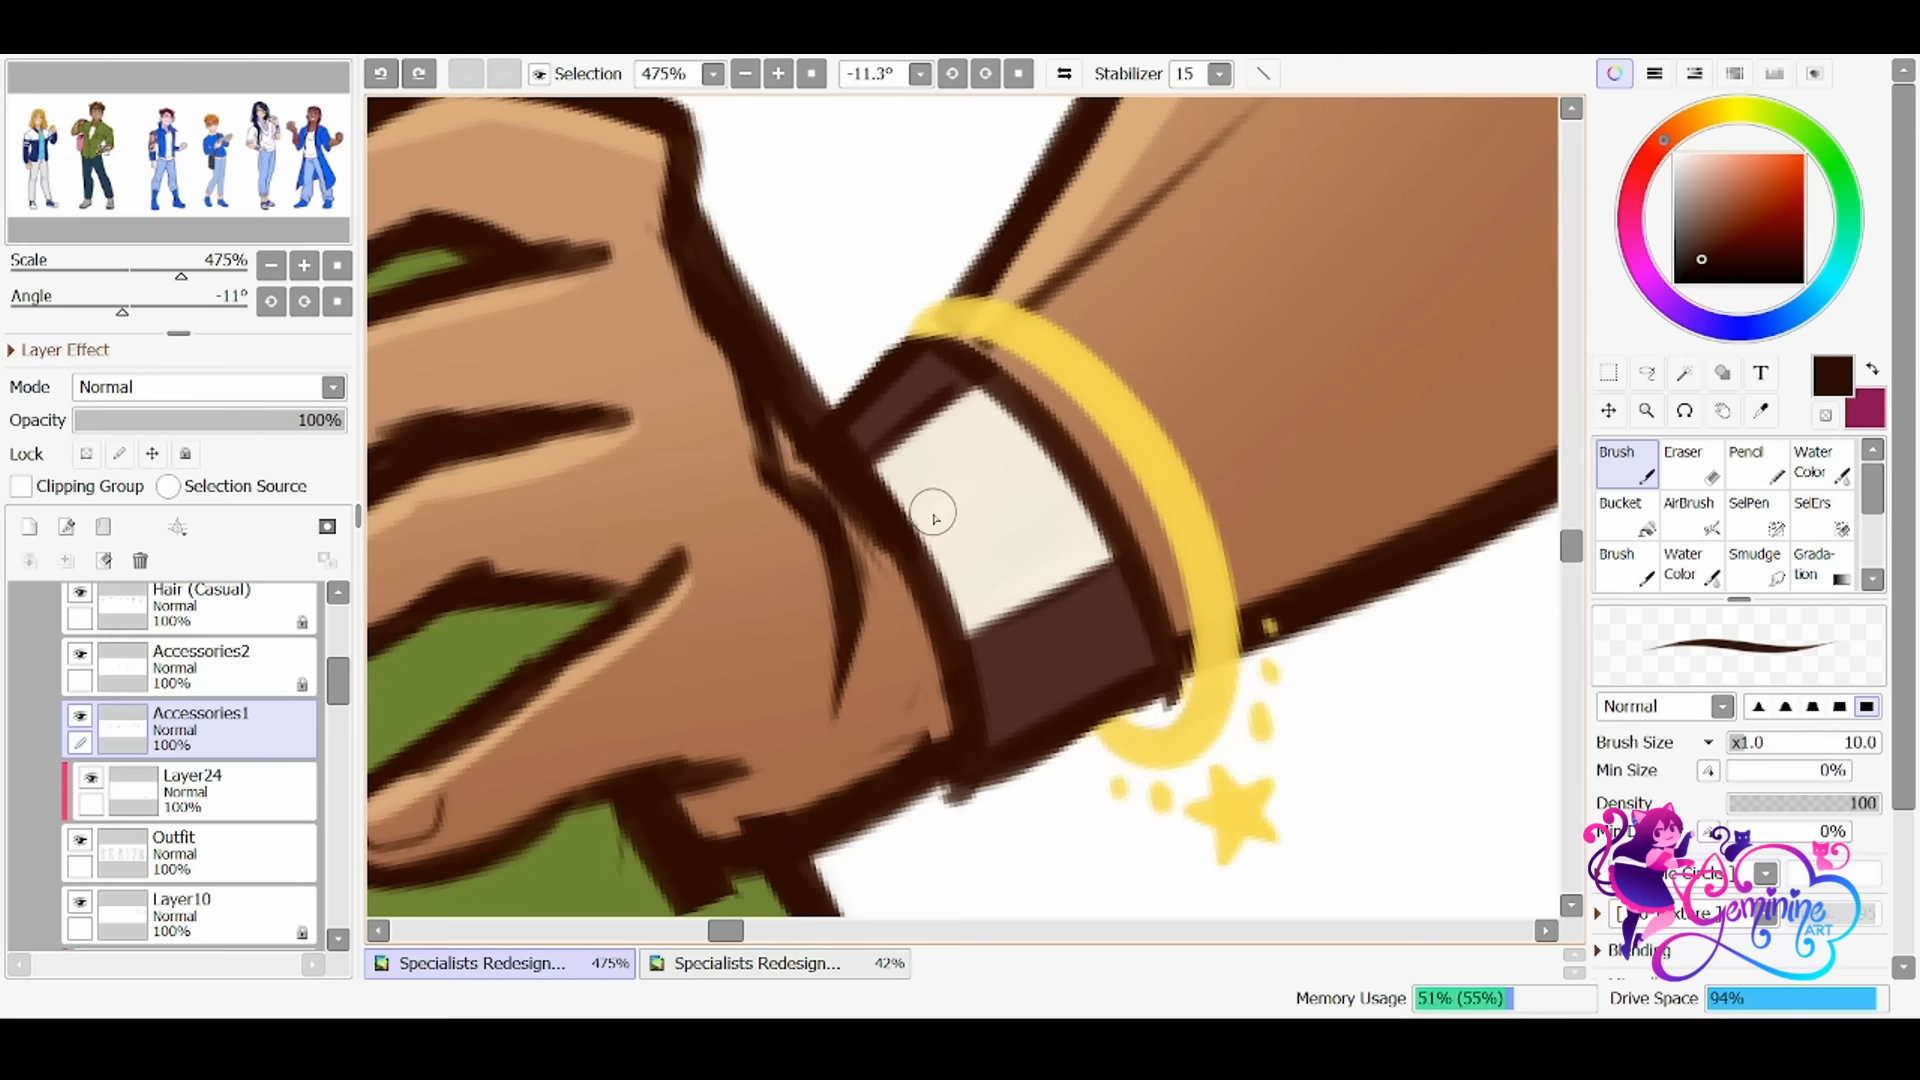 Selection 475% -11.3° Stabilizer 15
Scale 475%
Angle -11°
Layer Effect
Mode Normal
Opacity 100%
Lock
Clipping Group Selection Source
Hair (Casual)
Normal
100%
Accessories2
Normal
100%
Accessories1
Normal
100%
Layer24
Normal
100%
Outfit
Normal
100%
Layer10
Normal
100%
Specialists Redesign... 475% Specialists Redesign... 42%
T
Brush Eraser Pencil Water Color
Bucket AirBrush SelPen SelErs
Brush Water Color Smudge Grada-tion
Normal
Brush Size x1.0 10.0
Min Size 0%
Density 100
0%
Blending
Geminine
ART
Memory Usage 51% (55%) Drive Space 94%